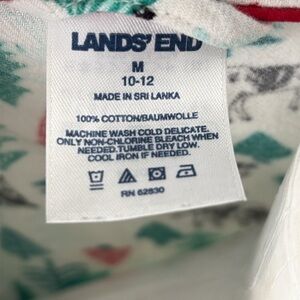 LANDS' END
M
10-12
MADE IN SRI LANKA
100% COTTON/BAUMWOLLE
MACHINE WASH COLD DELICATE.
ONLY NON-CHLORINE BLEACH WHEN
NEEDED.TUMBLE DRY LOW.
COOL IRON IF NEEDED.
RN 62830